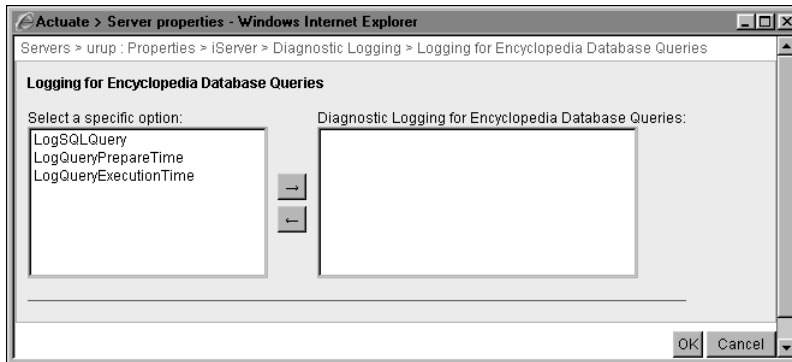 Actuate > Server properties - Windows Internet Explorer
Servers > urup : Properties > iServer > Diagnostic Logging > Logging for Encyclopedia Database Queries
Logging for Encyclopedia Database Queries
Select a specific option:
Diagnostic Logging for Encyclopedia Database Queries:
LogSQLQuery
LogQueryPrepareTime
LogQueryExecutionTime
→
←
OK Cancel